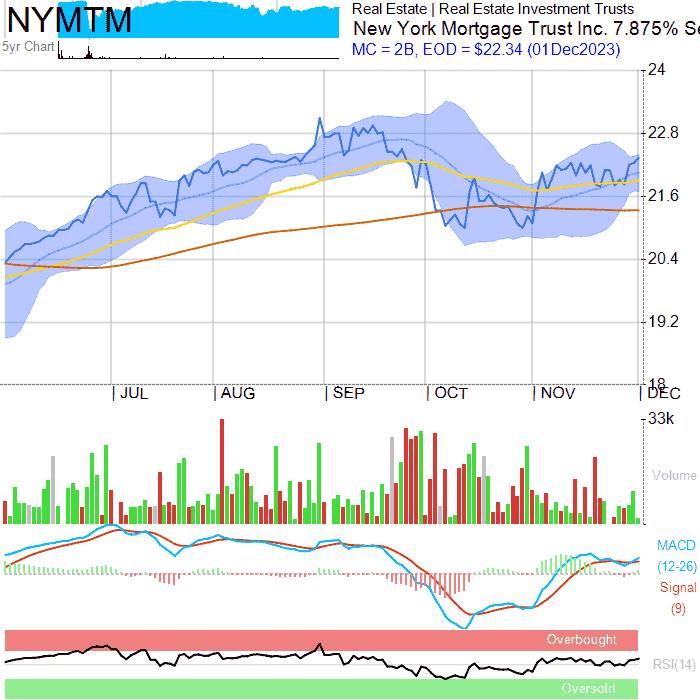 NYMTM
Real Estate | Real Estate Investment Trusts
New York Mortgage Trust Inc. 7.875% Se
MC = 2B, EOD = $22.34 (01Dec2023)
5yr Chart
24
22.8
21.6
20.4
19.2
18
JUL AUG SEP OCT NOV DEC
33k
Volume
MACD
(12-26)
Signal
(9)
Overbought
RSI(14)
Oversold